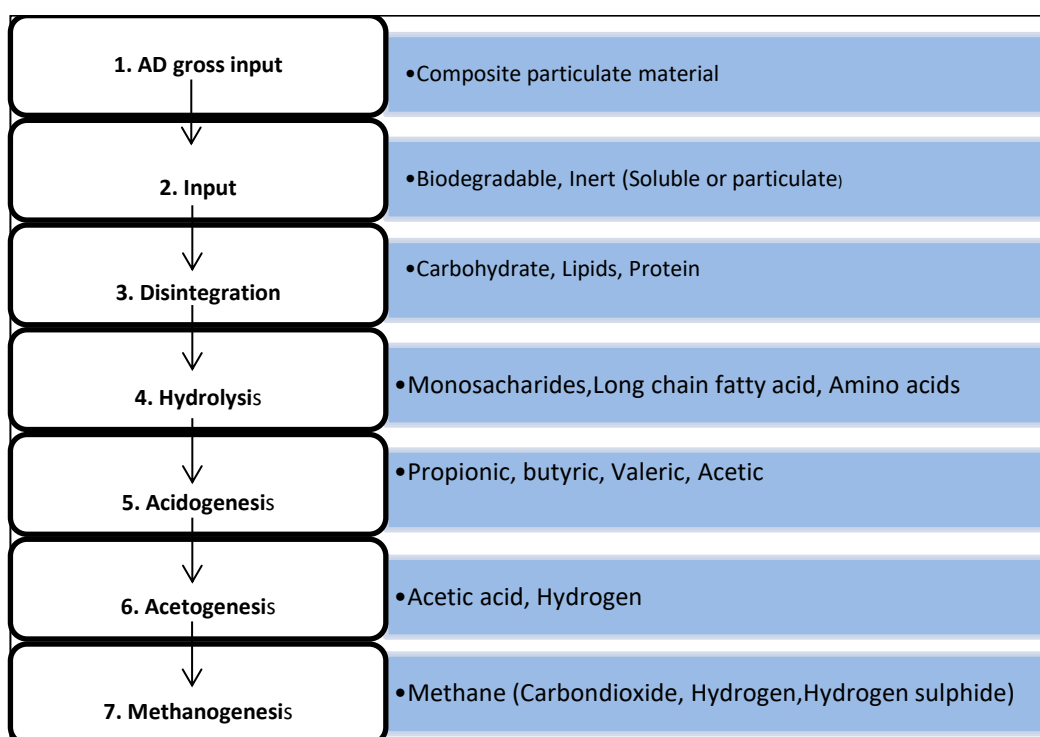 1. AD gross input
•Composite particulate material
2. Input
•Biodegradable, Inert (Soluble or particulate)
3. Disintegration
•Carbohydrate, Lipids, Protein
4. Hydrolysis
•Monosacharides,Long chain fatty acid, Amino acids
5. Acidogenesis
•Propionic, butyric, Valeric, Acetic
6. Acetogenesis
•Acetic acid, Hydrogen
7. Methanogenesis
•Methane (Carbondioxide, Hydrogen,Hydrogen sulphide)